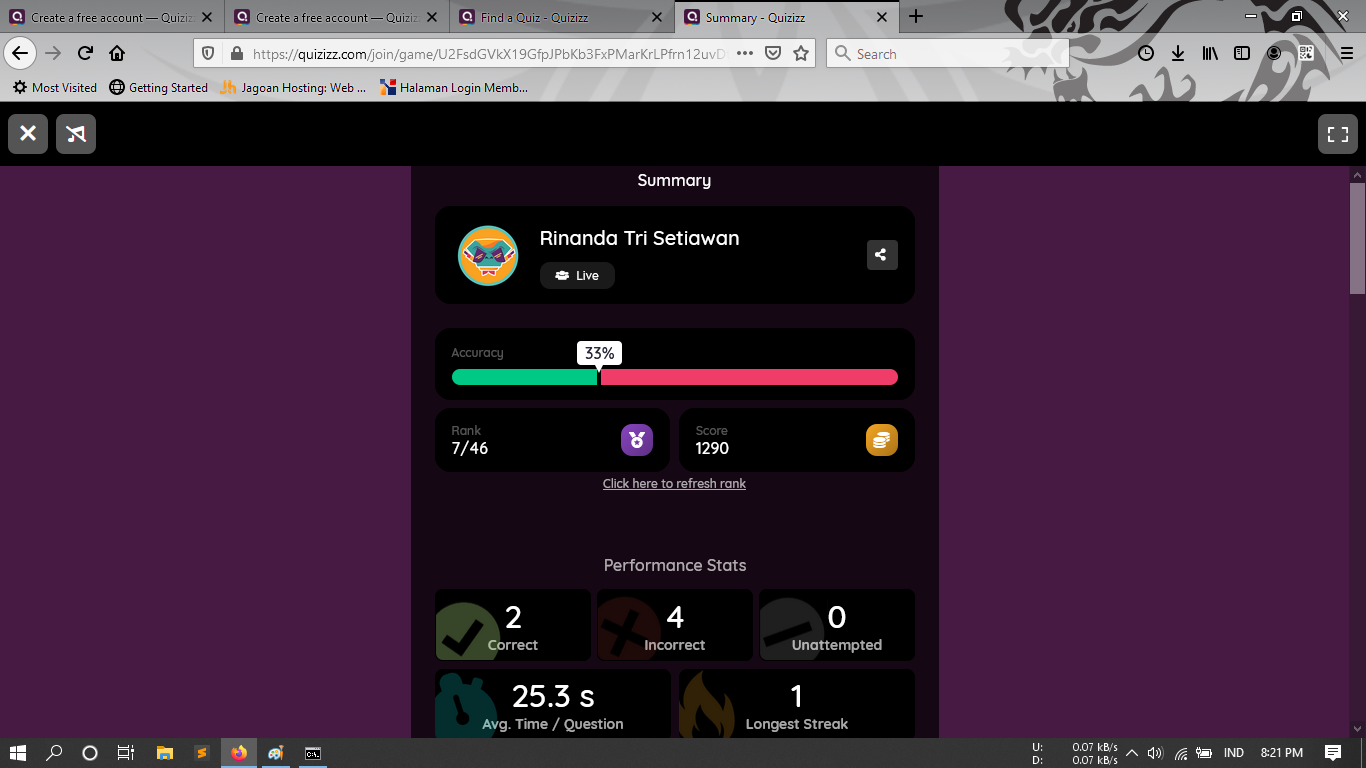 Create a free account — Quiziz
Create a free account — Quiziz
Find a Quiz - Quizizz
Summary - Quizizz
https://quizizz.com/join/game/U2FsdGVkX19GfpJPbKb3FxPMarKrLPfrn12uvD
Search
Most Visited
Getting Started
Jagoan Hosting: Web ...
Halaman Login Memb...
Summary
Rinanda Tri Setiawan
Live
Accuracy
33%
Rank
7/46
Score
1290
Click here to refresh rank
Performance Stats
2
Correct
4
Incorrect
0
Unattempted
25.3 s
Avg. Time / Question
1
Longest Streak
U: 0.07 kB/s
D: 0.07 kB/s
IND
8:21 PM